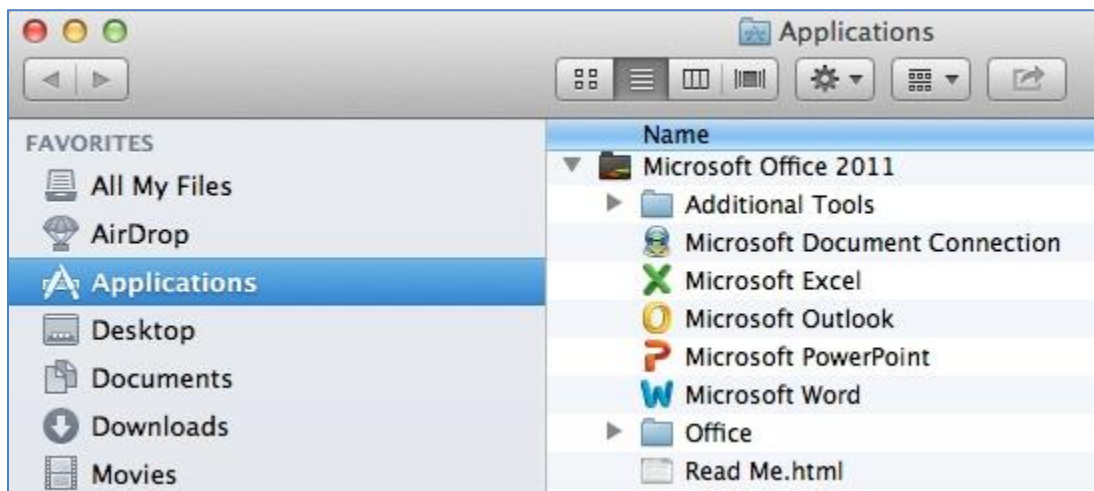 Applications
FAVORITES
All My Files
AirDrop
Applications
Desktop
Documents
Downloads
Movies
Name
Microsoft Office 2011
Additional Tools
Microsoft Document Connection
Microsoft Excel
Microsoft Outlook
Microsoft PowerPoint
Microsoft Word
Office
Read Me.html